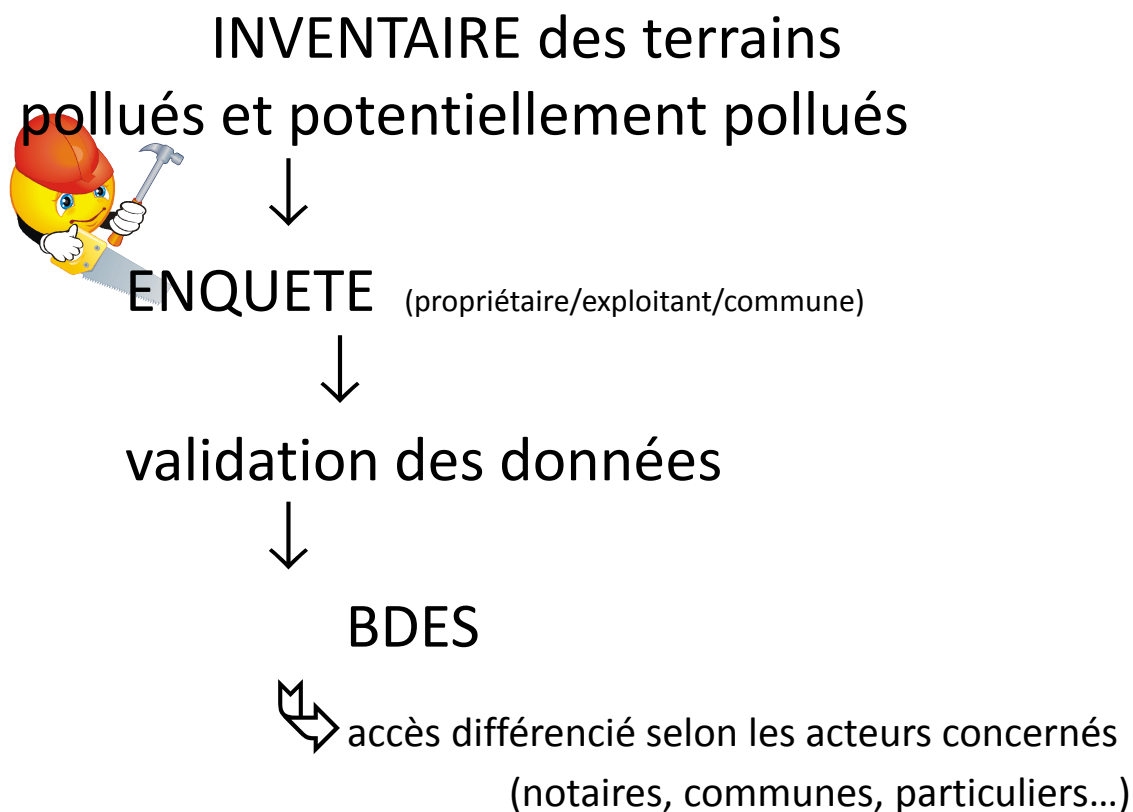 INVENTAIRE des terrains
pollués et potentiellement pollués
ENQUETE (propriétaire/exploitant/commune)
validation des données
BDES
accès différencié selon les acteurs concernés
(notaires, communes, particuliers…)